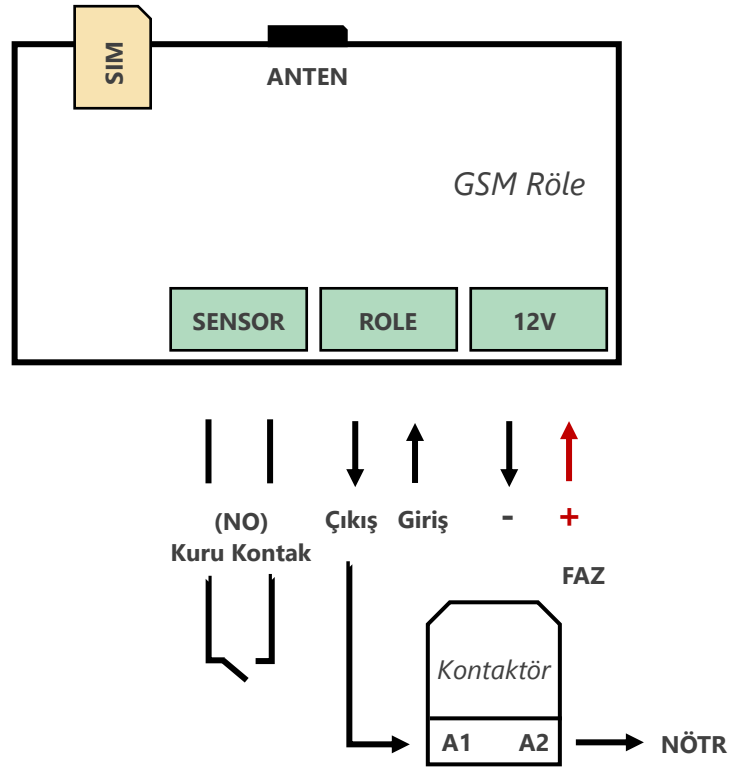 SIM
ANTEN
GSM Röle
SENSOR ROLE 12V
(NO) Çıkış Giriş - +
Kuru Kontak
FAZ
Kontaktör
A1 A2 NÖTR